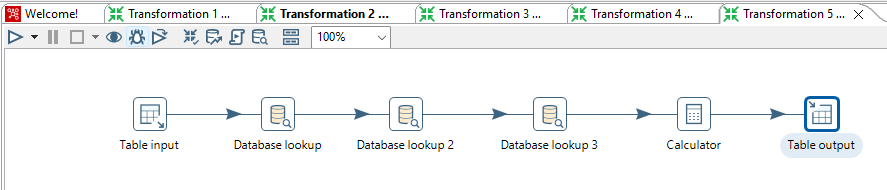 Welcome!
Transformation 1 ...
Transformation 2 ...
Transformation 3 ...
Transformation 4 ...
Transformation 5 ...
100%
Table input
Database lookup
Database lookup 2
Database lookup 3
Calculator
Table output